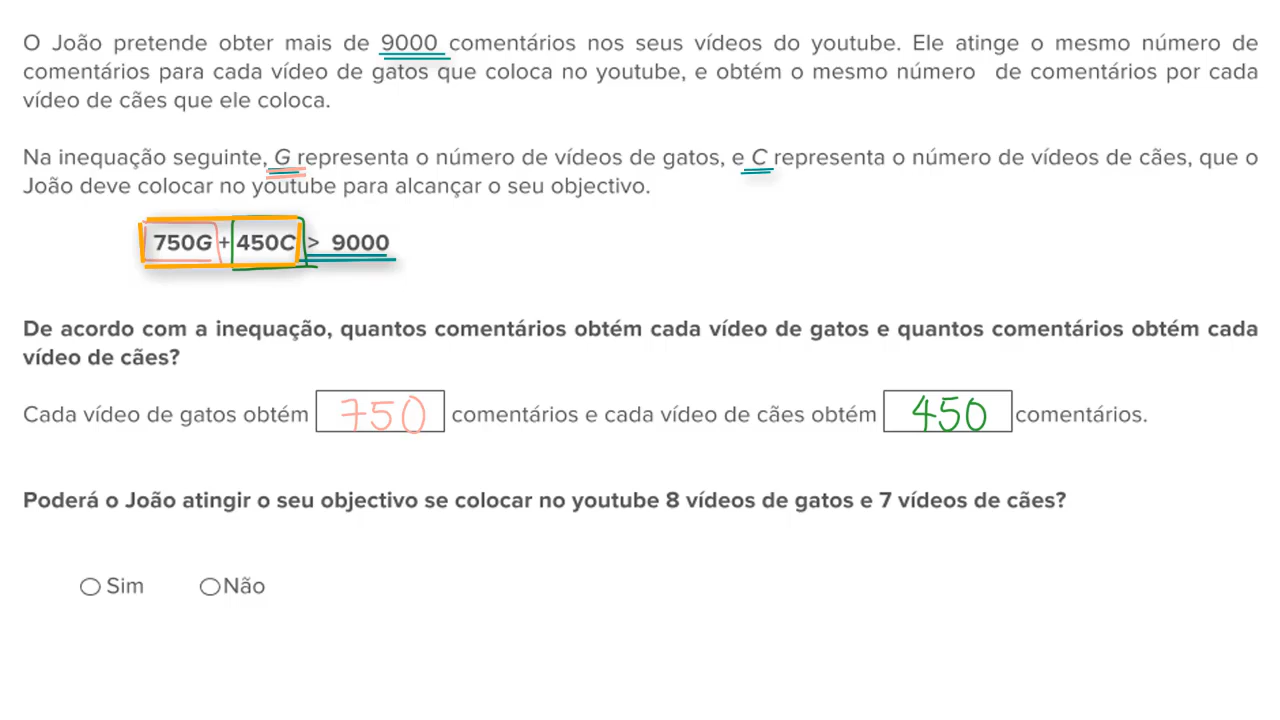 O João pretende obter mais de 9000 comentários nos seus vídeos do youtube. Ele atinge o mesmo número de
comentários para cada vídeo de gatos que coloca no youtube, e obtém o mesmo número de comentários por cada
vídeo de cães que ele coloca.
Na inequação seguinte, G representa o número de vídeos de gatos, e C representa o número de vídeos de cães, que o
João deve colocar no youtube para alcançar o seu objectivo.
750G + 450C > 9000
De acordo com a inequação, quantos comentários obtém cada vídeo de gatos e quantos comentários obtém cada
vídeo de cães?
Cada vídeo de gatos obtém 750 comentários e cada vídeo de cães obtém 450 comentários.
Poderá o João atingir o seu objectivo se colocar no youtube 8 vídeos de gatos e 7 vídeos de cães?
Sim Não